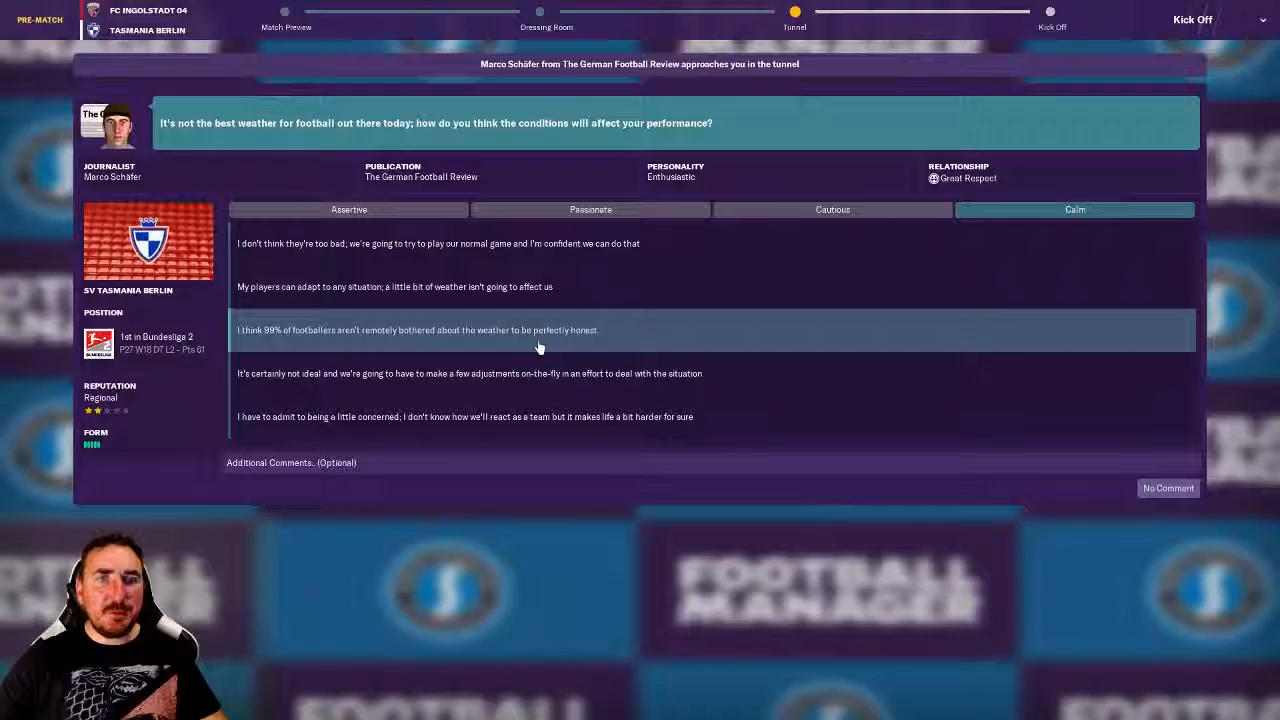 PRE-MATCH
FC INGOLSTADT 04
TASMANIA BERLIN
Match Preview
Dressing Room
Tunnel
Kick Off
Kick Off
Marco Schäfer from The German Football Review approaches you in the tunnel
It's not the best weather for football out there today; how do you think the conditions will affect your performance?
JOURNALIST
Marco Schäfer
PUBLICATION
The German Football Review
PERSONALITY
Enthusiastic
RELATIONSHIP
Great Respect
Assertive
Passionate
Cautious
Calm
I don't think they're too bad; we're going to try to play our normal game and I'm confident we can do that
My players can adapt to any situation; a little bit of weather isn't going to affect us
I think 99% of footballers aren't remotely bothered about the weather to be perfectly honest.
It's certainly not ideal and we're going to have to make a few adjustments on-the-fly in an effort to deal with the situation
I have to admit to being a little concerned; I don't know how we'll react as a team but it makes life a bit harder for sure
SV TASMANIA BERLIN
POSITION
BUNDESLIGA
1st in Bundesliga 2
P27 W18 D7 L2 - Pts 61
REPUTATION
Regional
FORM
Additional Comments.. (Optional)
No Comment
FOOTBALL
MANAGER